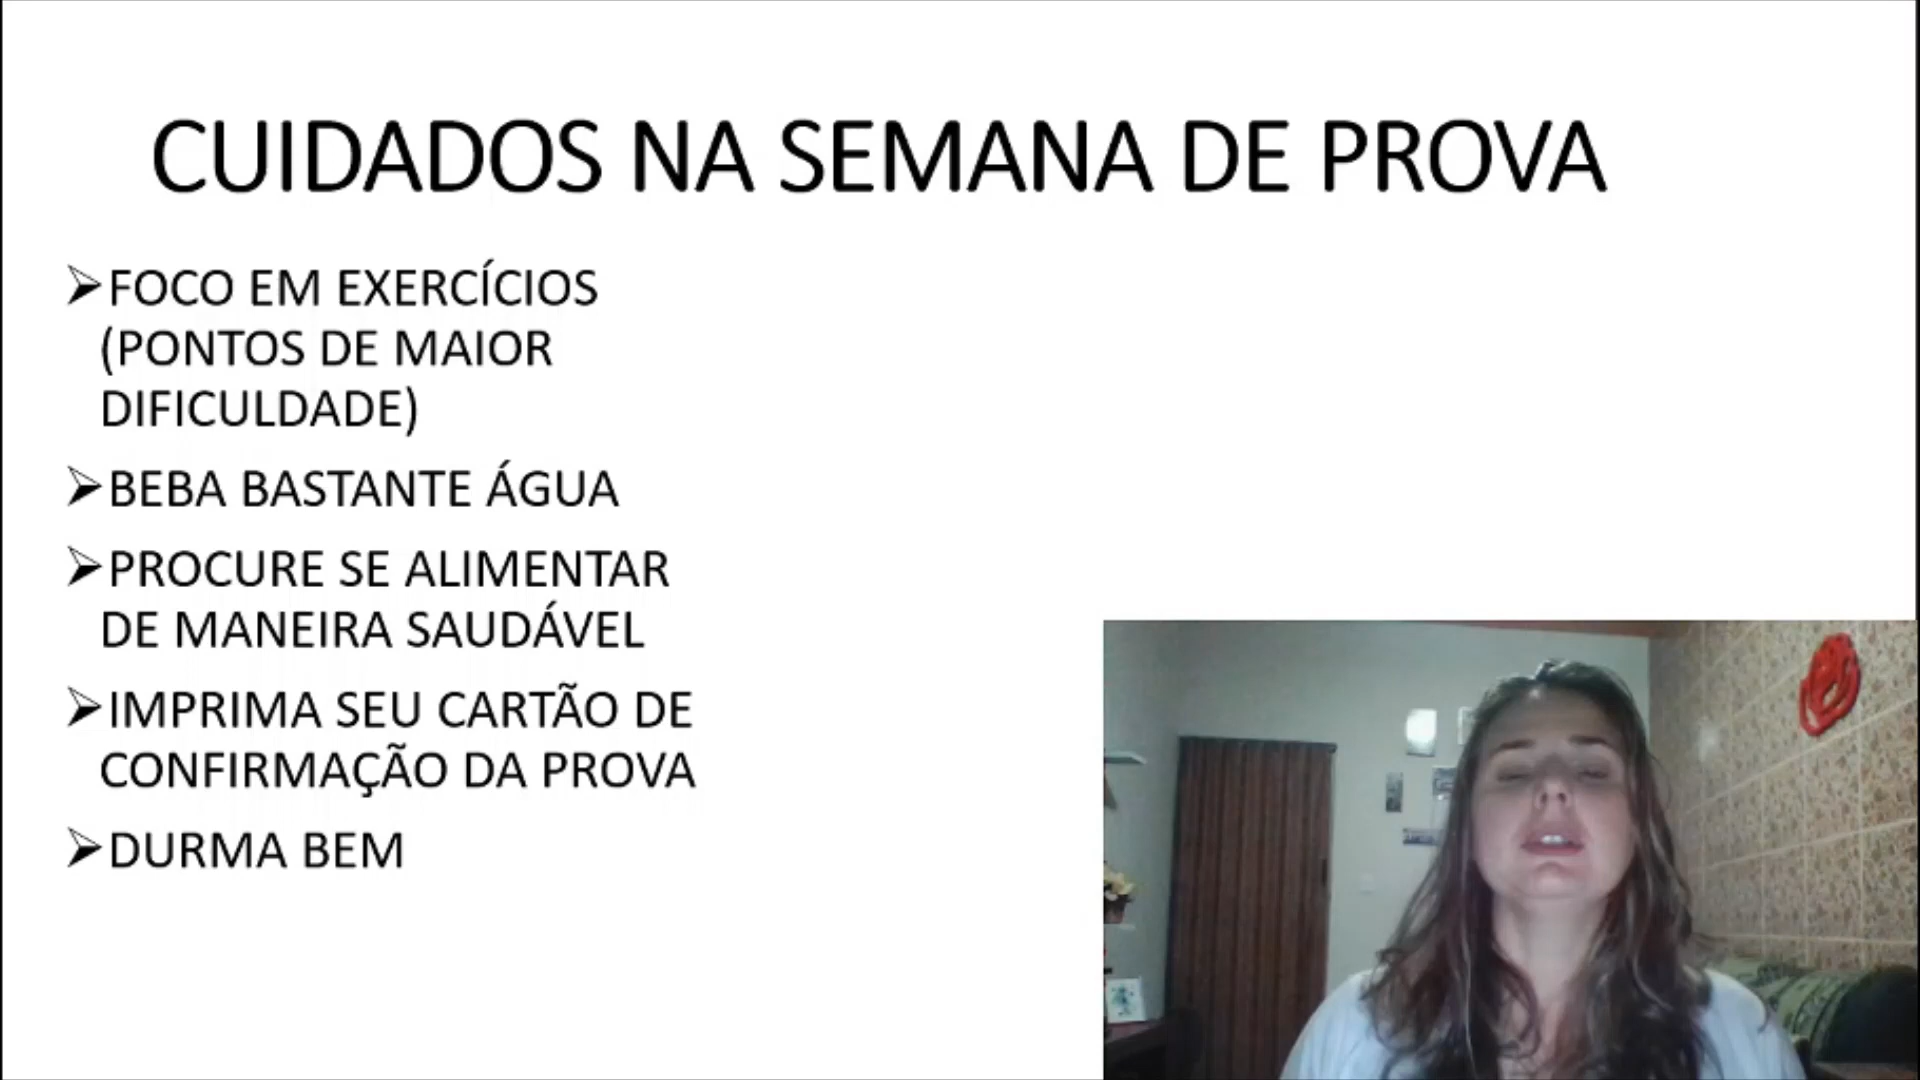 CUIDADOS NA SEMANA DE PROVA
➢FOCO EM EXERCÍCIOS
(PONTOS DE MAIOR
DIFICULDADE)
➢BEBA BASTANTE ÁGUA
➢PROCURE SE ALIMENTAR
DE MANEIRA SAUDÁVEL
➢IMPRIMA SEU CARTÃO DE
CONFIRMAÇÃO DA PROVA
➢DURMA BEM